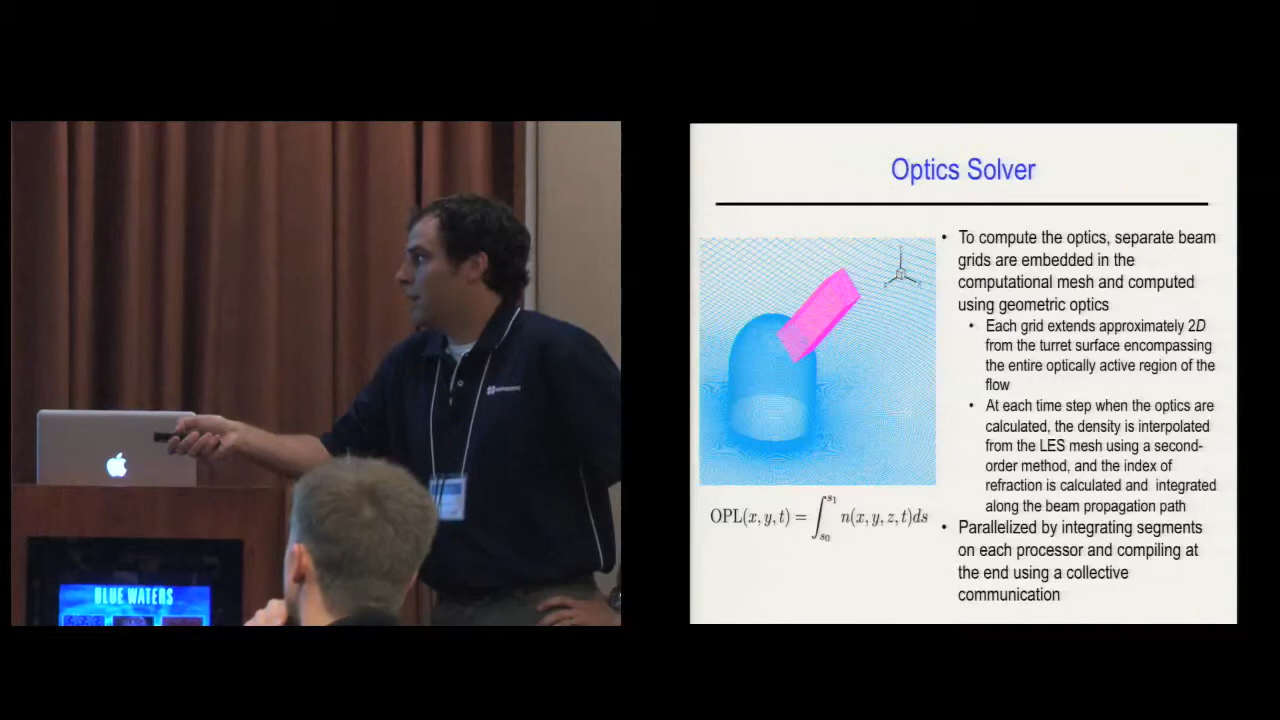 BLUE WATERS
Optics Solver
OPL(x, y, t) = ∫_{s_0}^{s_1} n(x, y, z, t)ds
• To compute the optics, separate beam
grids are embedded in the
computational mesh and computed
using geometric optics
• Each grid extends approximately 2D
from the turret surface encompassing
the entire optically active region of the
flow
• At each time step when the optics are
calculated, the density is interpolated
from the LES mesh using a second-
order method, and the index of
refraction is calculated and integrated
along the beam propagation path
• Parallelized by integrating segments
on each processor and compiling at
the end using a collective
communication